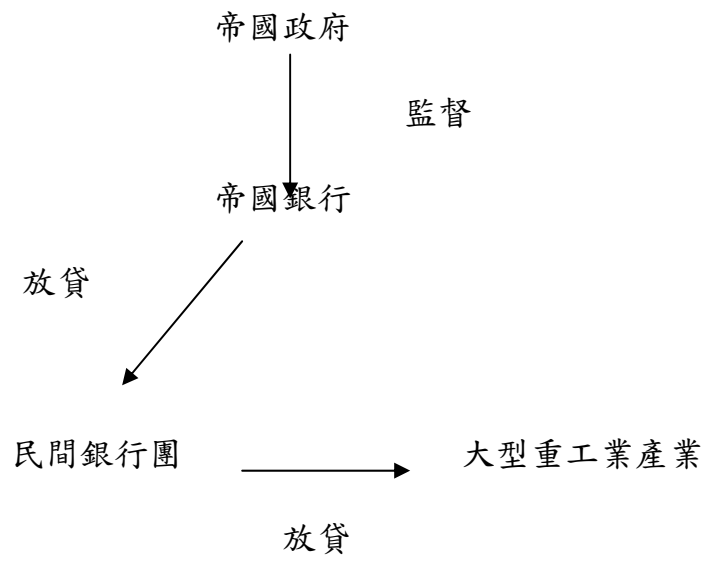 帝國政府
監督
帝國銀行
放貸
民間銀行團
大型重工業產業
放貸